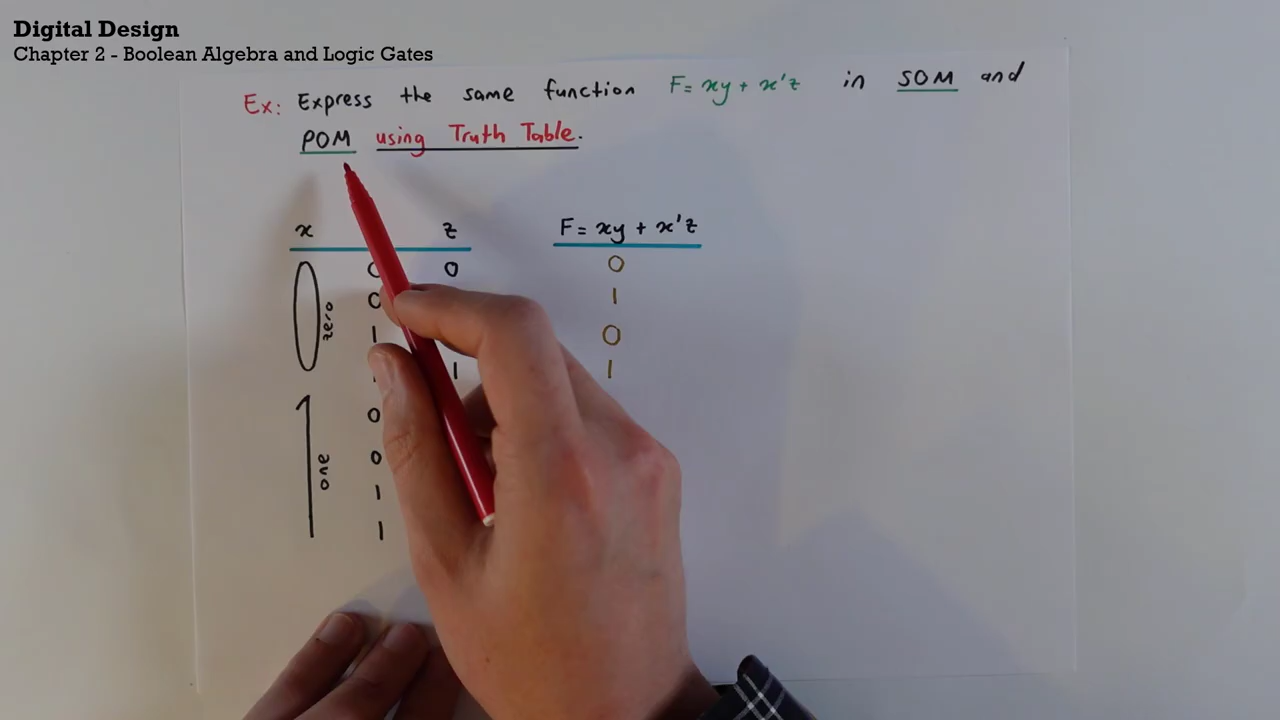 Digital Design
Chapter 2 - Boolean Algebra and Logic Gates
Ex: Express the same function F = xy + x'z in SOM and
POM using Truth Table.
x z F = xy + x'z
0 0 0
0 1
zero
1 0
1 1
0
0
one
1
1